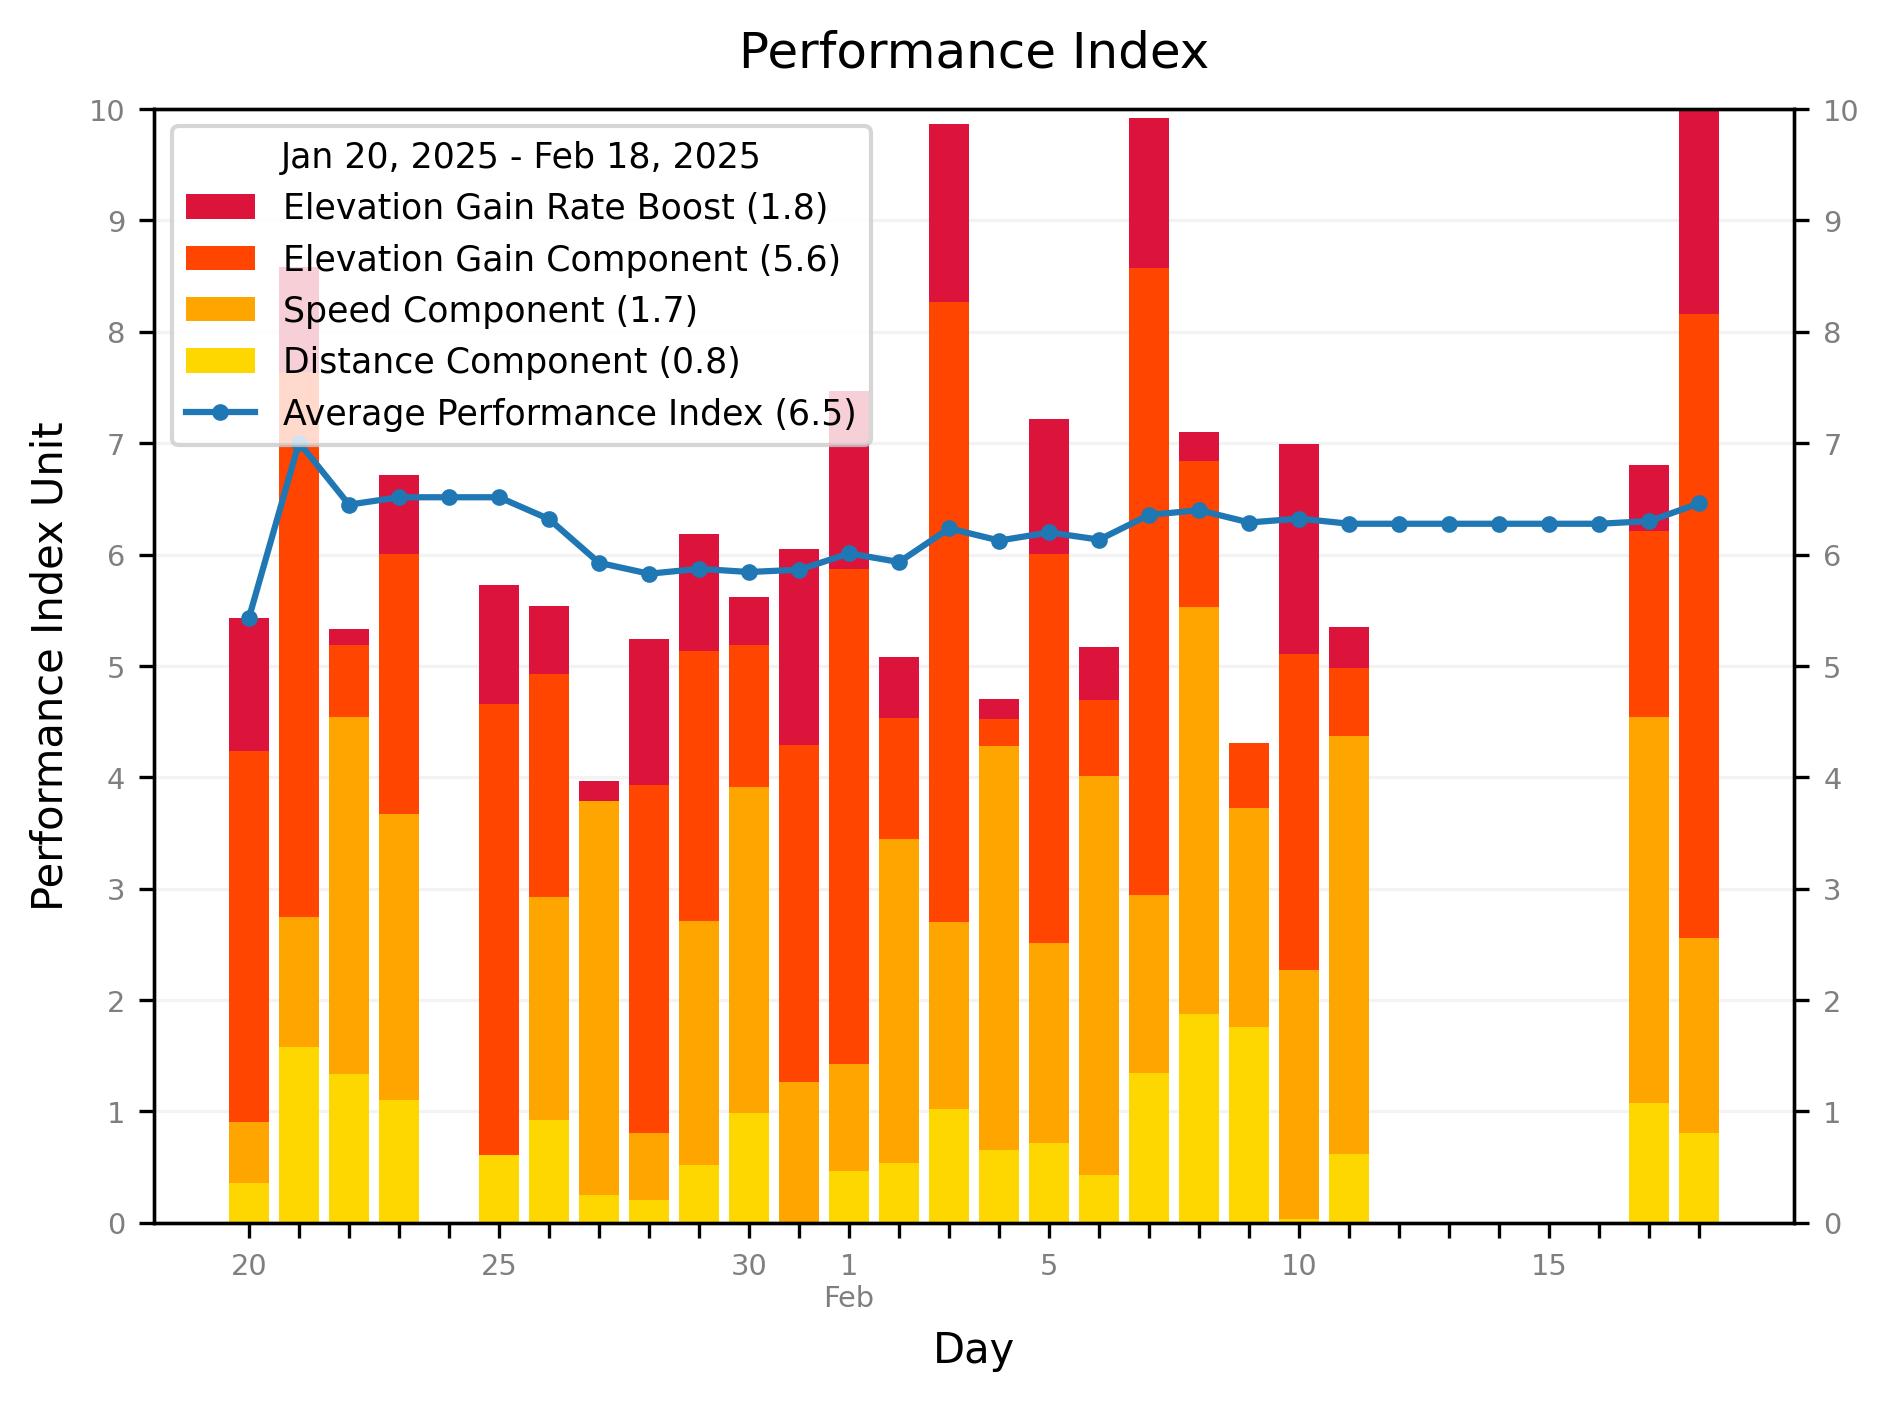 Performance Index
Jan 20, 2025 - Feb 18, 2025
Elevation Gain Rate Boost (1.8)
Elevation Gain Component (5.6)
Speed Component (1.7)
Distance Component (0.8)
Average Performance Index (6.5)
Performance Index Unit
10 10
9 9
8 8
7 7
6 6
5 5
4 4
3 3
2 2
1 1
0 0
20 25 30 1 5 10 15
Feb
Day